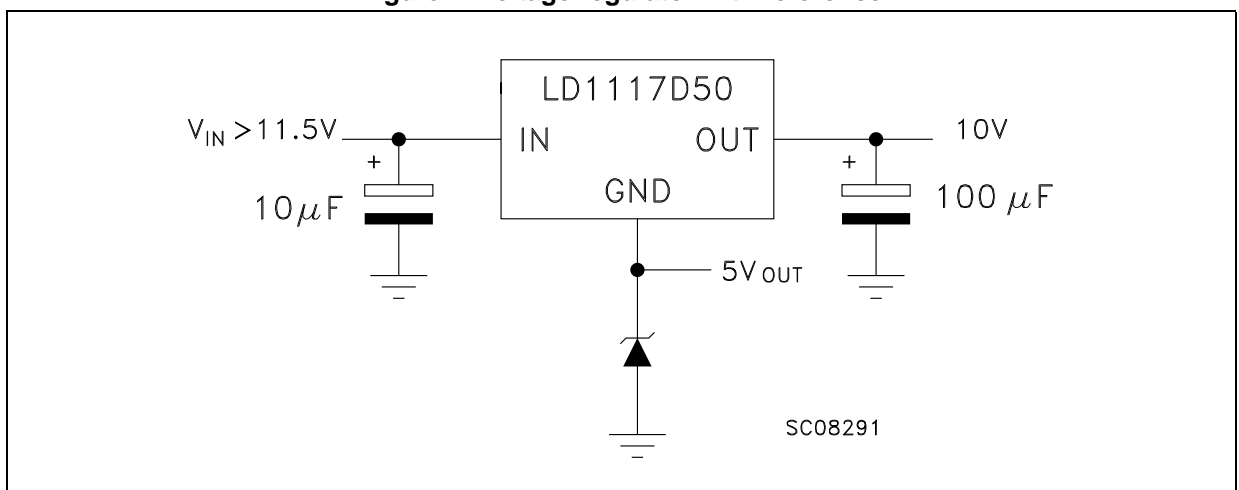 LD1117D50
V_IN >11.5V
IN
OUT
10V
+
+
10μF
GND
100 μF
5V_OUT
SC08291